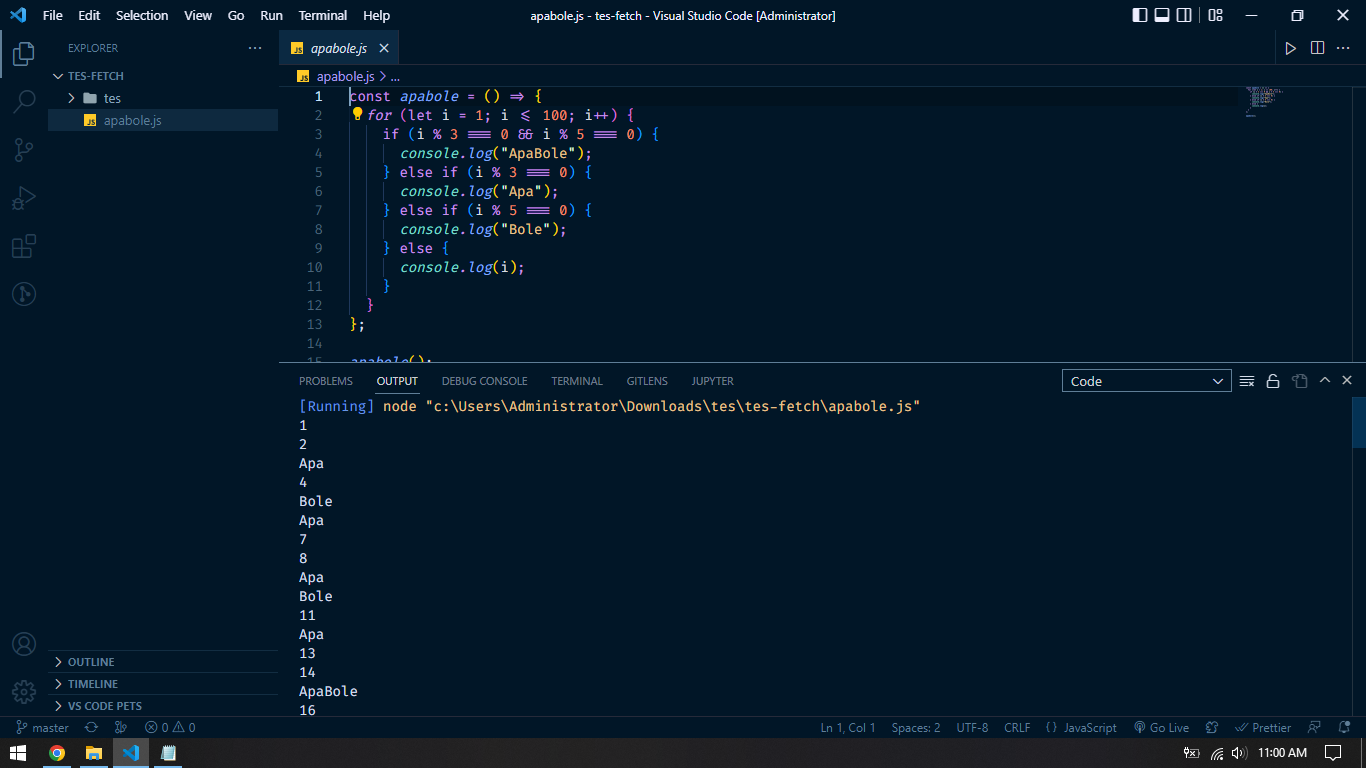 File Edit Selection View Go Run Terminal Help apabole.js - tes-fetch - Visual Studio Code [Administrator]
EXPLORER
TES-FETCH
tes
JS apabole.js
JS apabole.js
JS apabole.js > ...
1 const apabole = () => {
2 for (let i = 1; i <= 100; i++) {
3 if (i % 3 === 0 && i % 5 === 0) {
4 console.log("ApaBole");
5 } else if (i % 3 === 0) {
6 console.log("Apa");
7 } else if (i % 5 === 0) {
8 console.log("Bole");
9 } else {
10 console.log(i);
11 }
12 }
13 };
14
15 apabole();
PROBLEMS OUTPUT DEBUG CONSOLE TERMINAL GITLENS JUPYTER Code
[Running] node "c:\Users\Administrator\Downloads\tes\tes-fetch\apabole.js"
1
2
Apa
4
Bole
Apa
7
8
Apa
Bole
11
Apa
13
14
ApaBole
16
OUTLINE
TIMELINE
VS CODE PETS
master 0 0 Ln 1, Col 1 Spaces: 2 UTF-8 CRLF {} JavaScript Go Live Prettier
11:00 AM